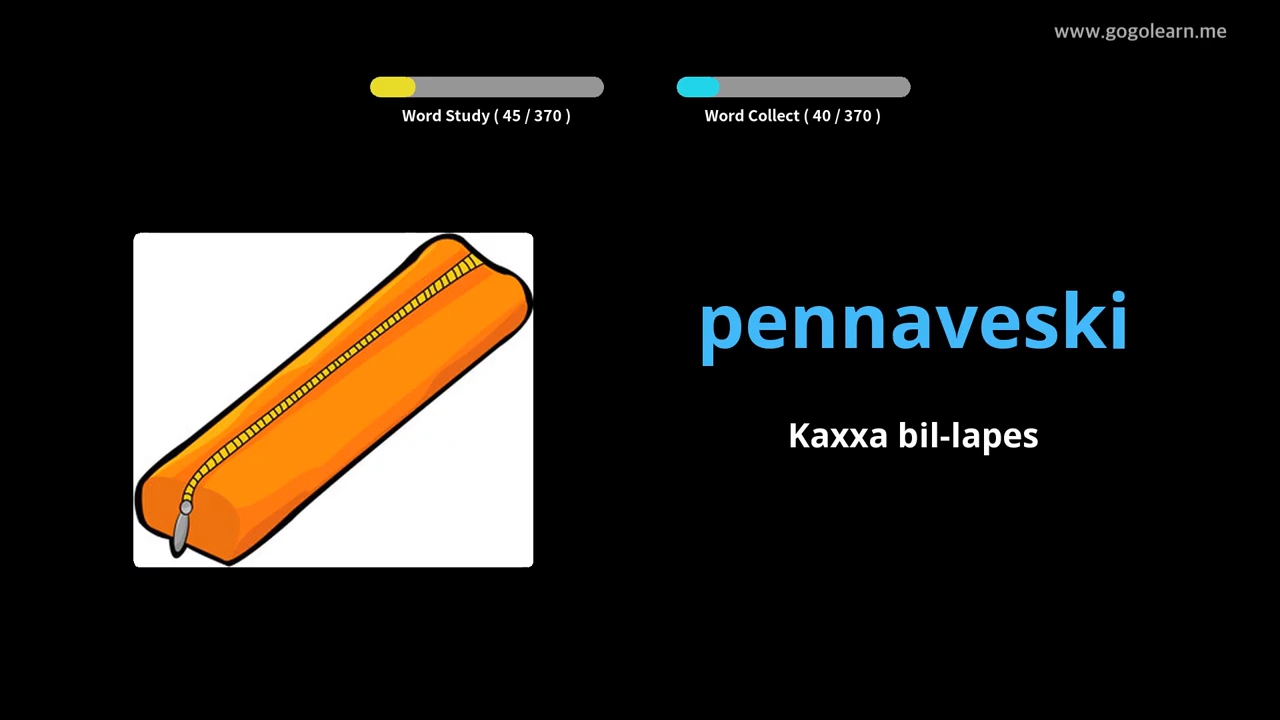 www.gogolearn.me
Word Study ( 45 / 370 )
Word Collect ( 40 / 370 )
pennaveski
Kaxxa bil-lapes